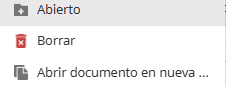 Abierto
Borrar
Abrir documento en nueva ...